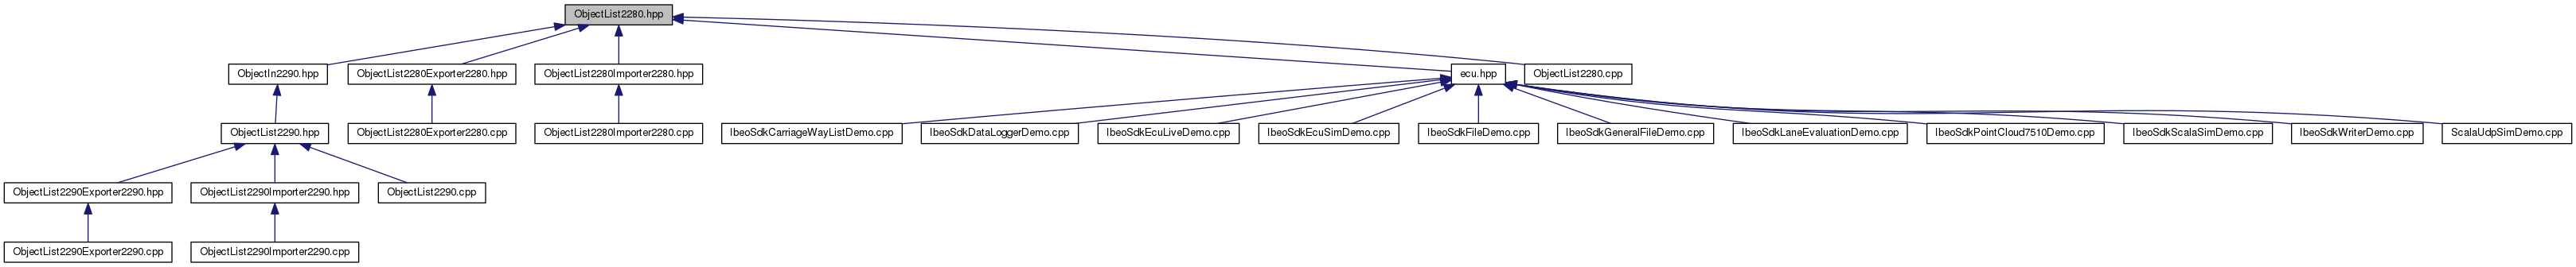 ObjectList2280.hpp
ObjectIn2290.hpp
ObjectList2280Exporter2280.hpp
ObjectList2280Importer2280.hpp
ecu.hpp
ObjectList2280.cpp
ObjectList2290.hpp
ObjectList2280Exporter2280.cpp
ObjectList2280Importer2280.cpp
IbeoSdkCarriageWayListDemo.cpp
IbeoSdkDataLoggerDemo.cpp
IbeoSdkEcuLiveDemo.cpp
IbeoSdkEcuSimDemo.cpp
IbeoSdkFileDemo.cpp
IbeoSdkGeneralFileDemo.cpp
IbeoSdkLaneEvaluationDemo.cpp
IbeoSdkPointCloud7510Demo.cpp
IbeoSdkScalaSimDemo.cpp
IbeoSdkWriterDemo.cpp
ScalaUdpSimDemo.cpp
ObjectList2290Exporter2290.hpp
ObjectList2290Importer2290.hpp
ObjectList2290.cpp
ObjectList2290Exporter2290.cpp
ObjectList2290Importer2290.cpp